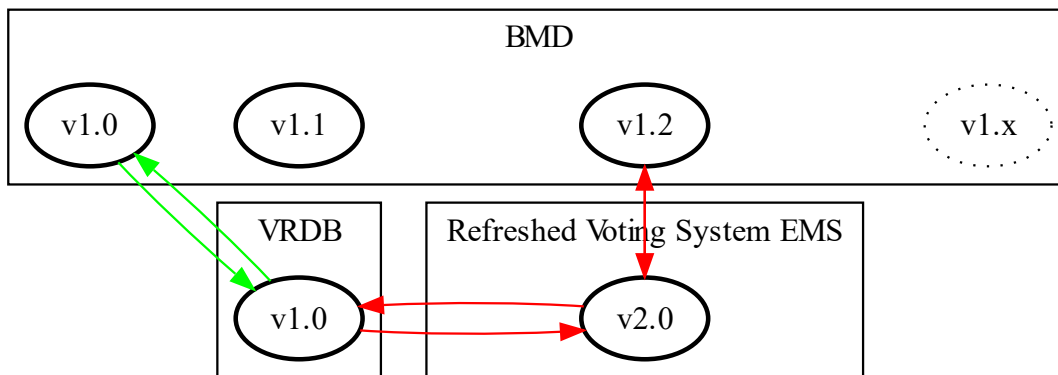 BMD
v1.0
v1.1
v1.2
v1.x
VRDB
Refreshed Voting System EMS
v1.0
v2.0